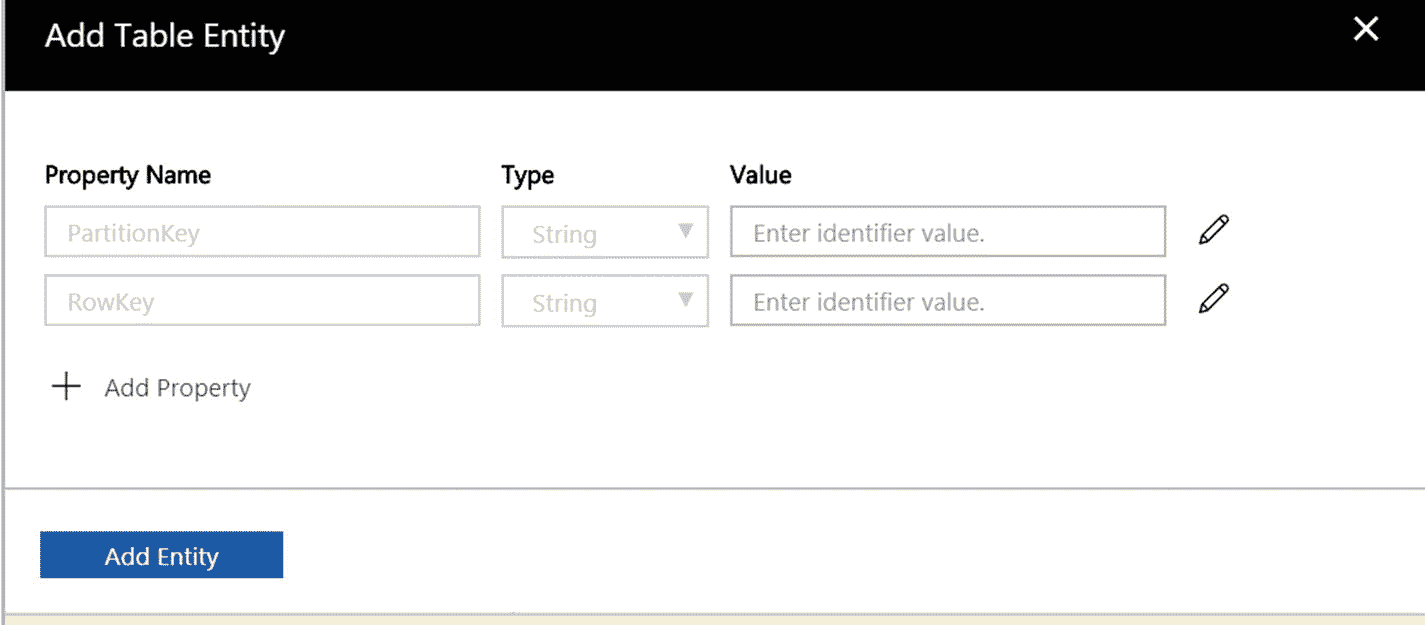 Add Table Entity
Property Name Type Value
PartitionKey String Enter identifier value.
RowKey String Enter identifier value.
Add Property
Add Entity